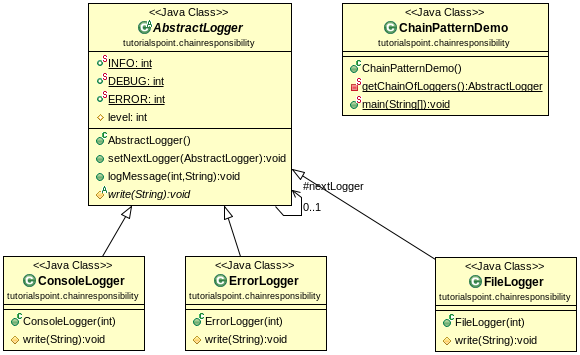 <<Java Class>>
AbstractLogger
tutorialspoint.chainresponsibility
INFO: int
DEBUG: int
ERROR: int
level: int
AbstractLogger()
setNextLogger(AbstractLogger):void
logMessage(int,String):void
write(String):void
<<Java Class>>
ChainPatternDemo
tutorialspoint.chainresponsibility
ChainPatternDemo()
getChainOfLoggers():AbstractLogger
main(String[]):void
#nextLogger
0..1
<<Java Class>>
ConsoleLogger
tutorialspoint.chainresponsibility
ConsoleLogger(int)
write(String):void
<<Java Class>>
ErrorLogger
tutorialspoint.chainresponsibility
ErrorLogger(int)
write(String):void
<<Java Class>>
FileLogger
tutorialspoint.chainresponsibility
FileLogger(int)
write(String):void